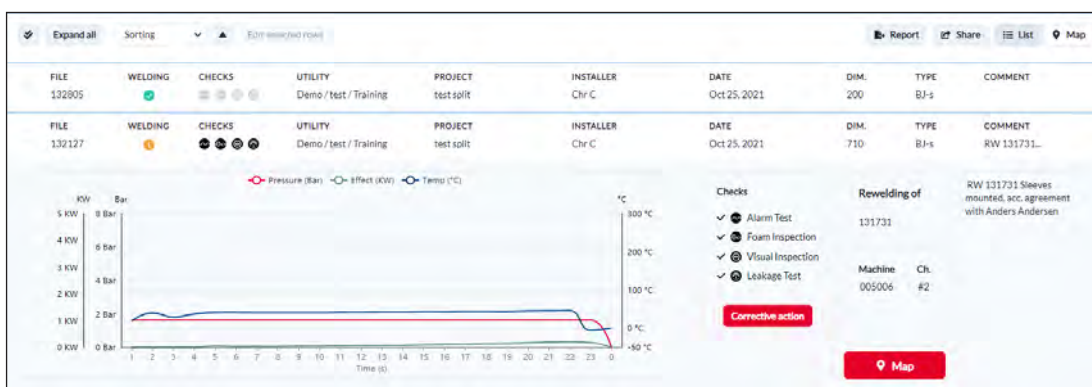 Expand all Sorting Edit selected rows Report Share List Map
FILE WELDING CHECKS UTILITY PROJECT INSTALLER DATE DIM. TYPE COMMENT
132805 Demo / test / Training test split Chr C Oct 25, 2021 200 BJ-s
FILE WELDING CHECKS UTILITY PROJECT INSTALLER DATE DIM. TYPE COMMENT
132127 Demo / test / Training test split Chr C Oct 25, 2021 710 BJ-s RW 131731...
Pressure (Bar) Effect (KW) Temp (°C)
KW Bar °C
5 KW 8 Bar 300 °C
4 KW 6 Bar 200 °C
3 KW
2 KW 4 Bar 100 °C
1 KW 2 Bar 0 °C
0 KW 0 Bar -50 °C
1 2 3 4 5 6 7 8 9 10 11 12 13 14 15 16 17 18 19 20 21 22 23 0
Time (s)
Checks
Alarm Test
Foam Inspection
Visual Inspection
Leakage Test
Corrective action
Rewelding of
131731
Machine Ch.
005006 #2
RW 131731 Sleeves
mounted, acc. agreement
with Anders Andersen
Map